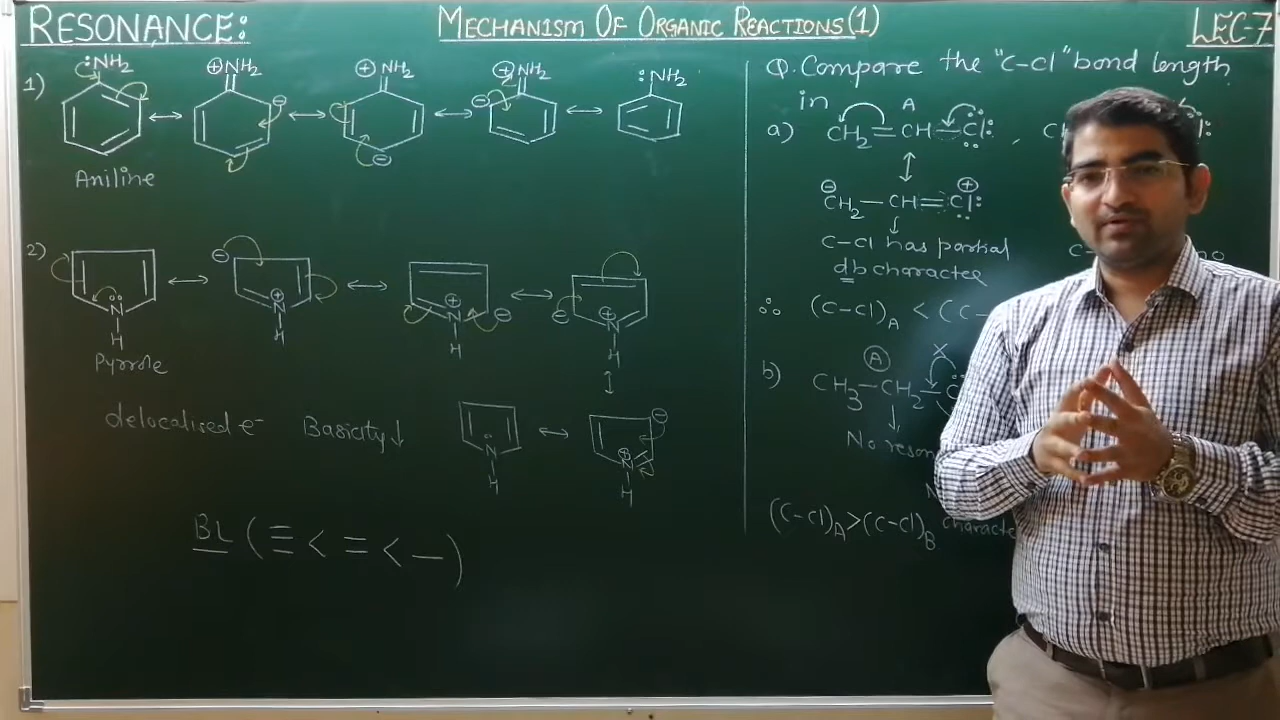 RESONANCE:
MECHANISM OF ORGANIC REACTIONS(1)
LEC-7
1)
:NH₂
⊕NH₂
⊕ NH₂
⊕NH₂
:NH₂
Aniline
2)
N
H
Pyrrole
⊖
⊕
N
H
⊕
N
⊖
H
⊖
⊕
N
H
N
H
⊖
⊕
N
H
delocalised e⁻ Basicity↓
BL (≡ < = < —)
Q. Compare the "C-Cl" bond length
in
A
a) CH₂=CH—Cl: ,
⊖CH₂—CH=Cl:⊕
C-Cl has partial
db character
∴ (C-Cl)A < (C-
b) A
X
CH₃—CH₂—
No reson
(C-Cl)A>(C-Cl)B